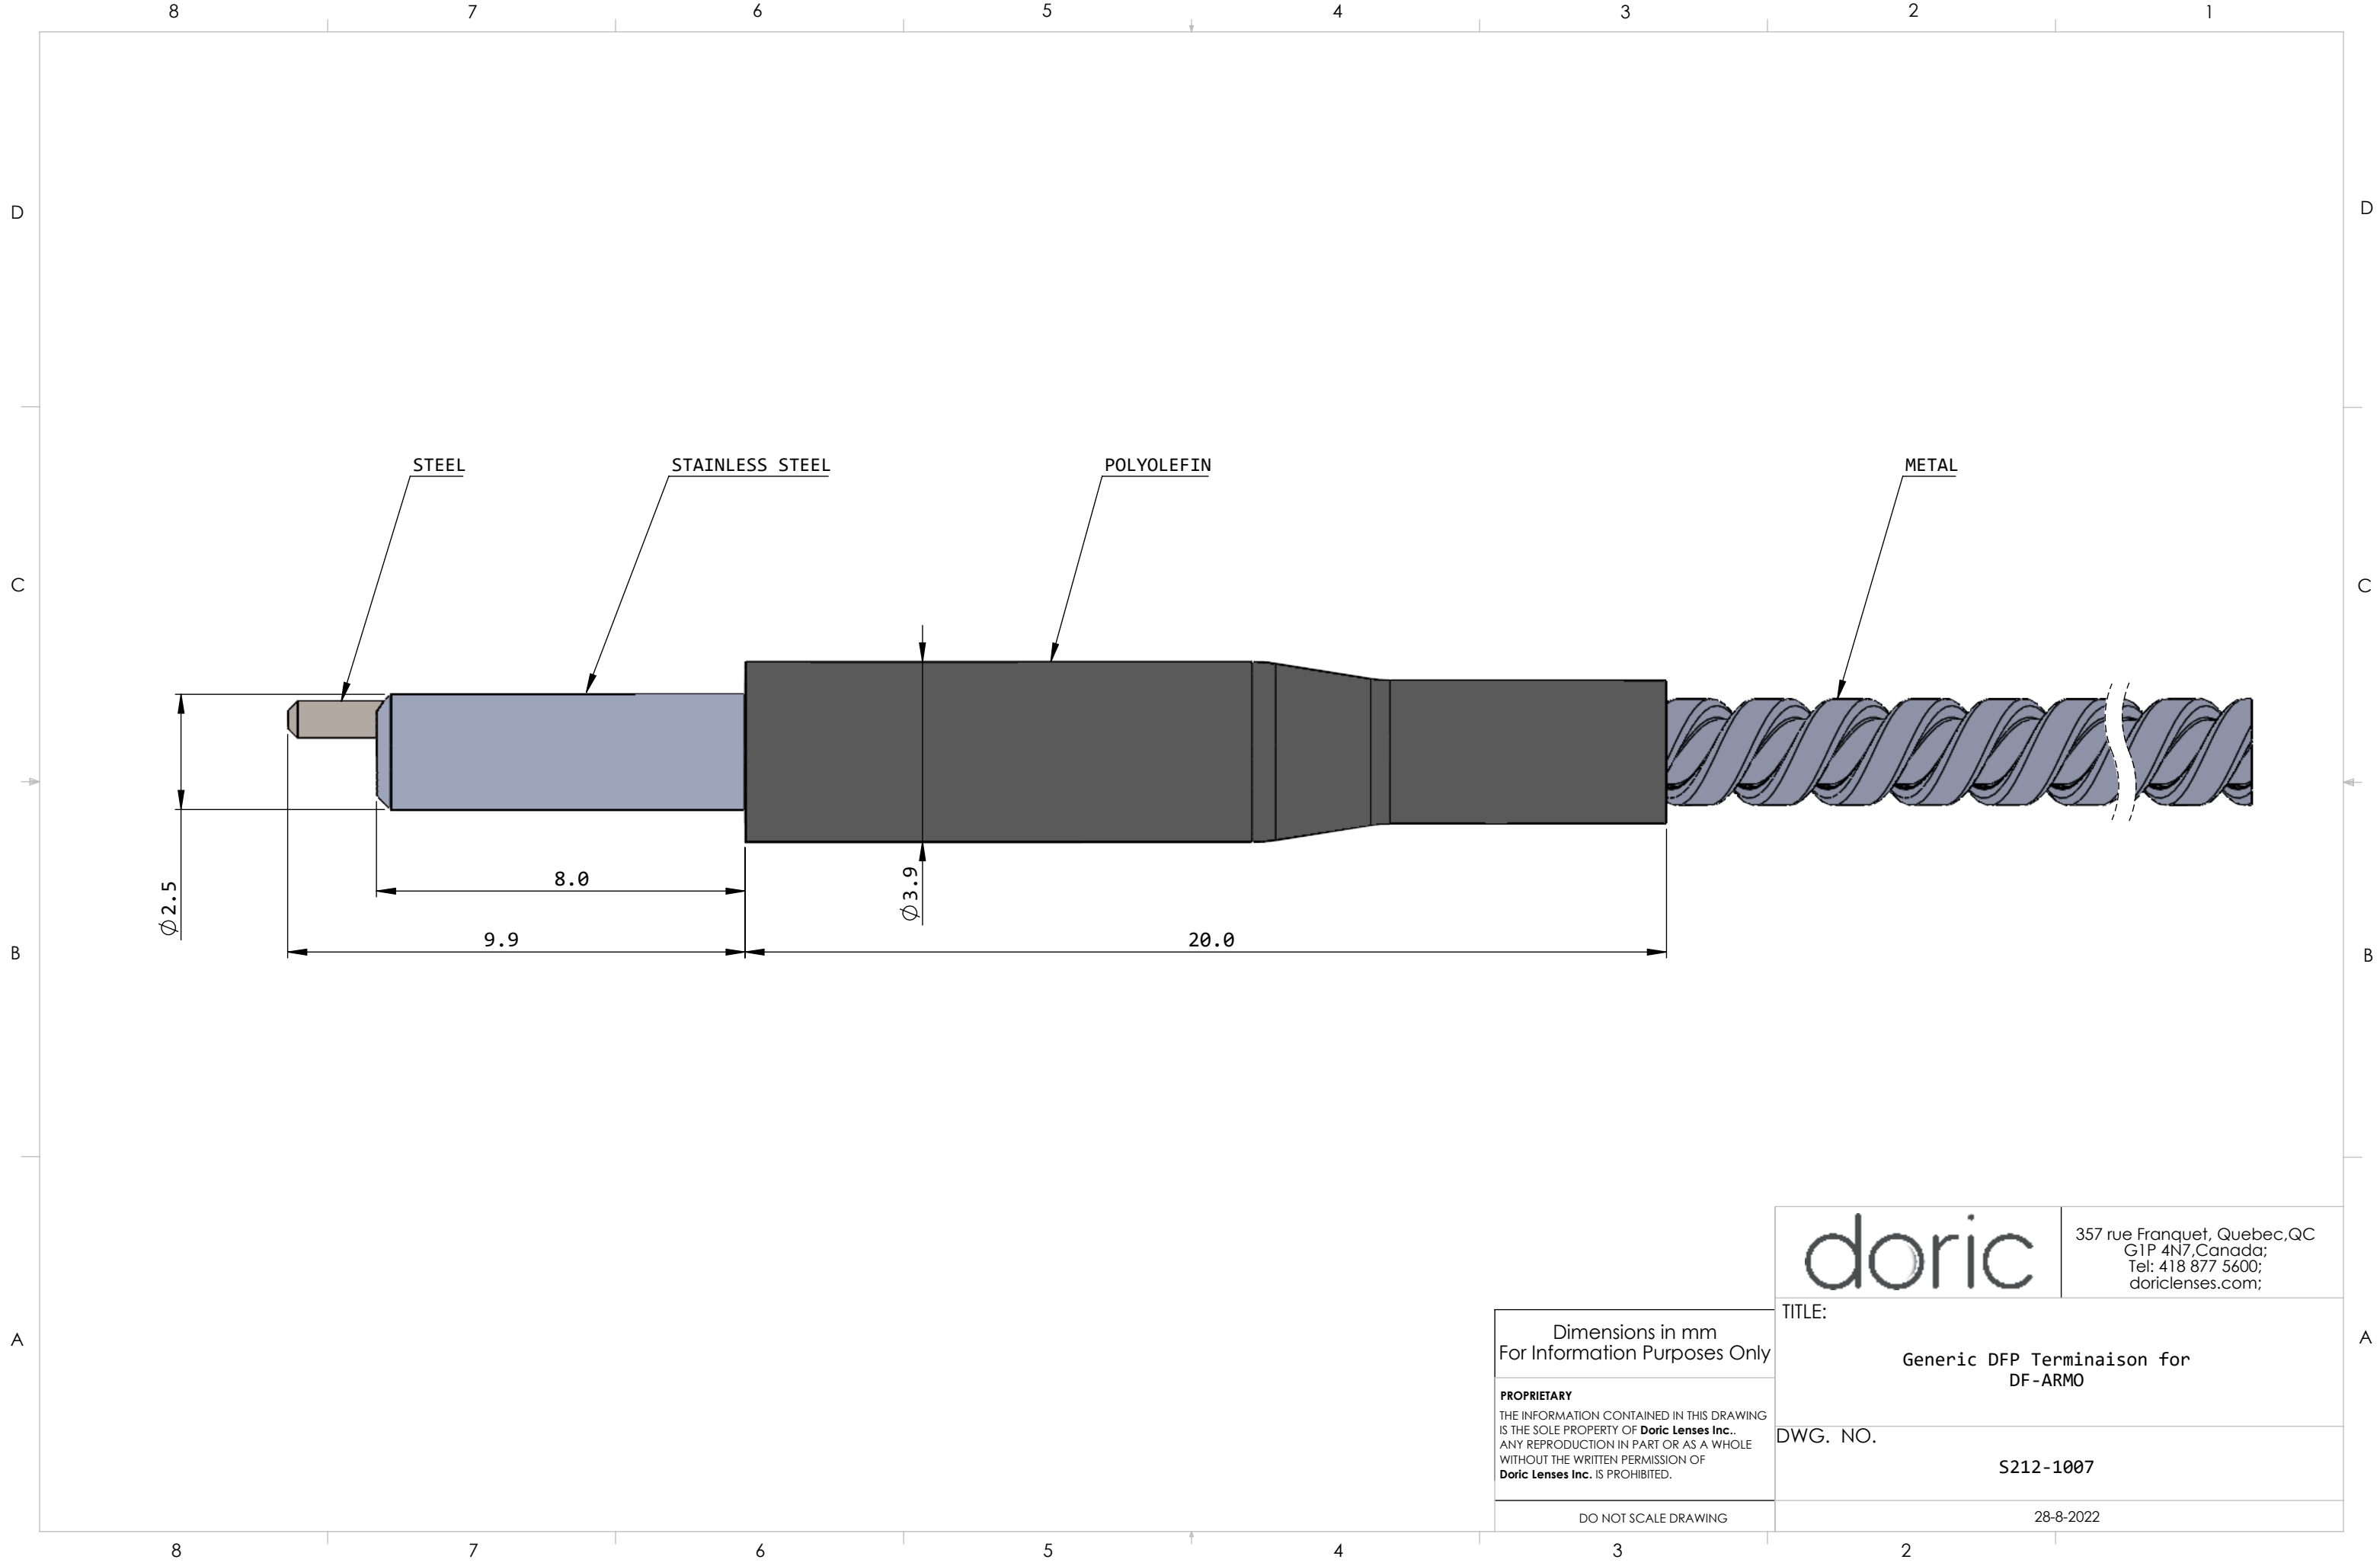 8 7 6 5 4 3 2 1
D D
STEEL STAINLESS STEEL POLYOLEFIN METAL
C C
8.0
⌀2.5
⌀3.9
9.9 20.0
B B
doric
357 rue Franquet, Quebec,QC
G1P 4N7,Canada;
Tel: 418 877 5600;
doriclenses.com;
TITLE:
Generic DFP Terminaison for
DF-ARMO
Dimensions in mm
For Information Purposes Only
A A
PROPRIETARY
THE INFORMATION CONTAINED IN THIS DRAWING
IS THE SOLE PROPERTY OF Doric Lenses Inc..
ANY REPRODUCTION IN PART OR AS A WHOLE
WITHOUT THE WRITTEN PERMISSION OF
Doric Lenses Inc. IS PROHIBITED.
DWG. NO.
S212-1007
DO NOT SCALE DRAWING
28-8-2022
8 7 6 5 4 3 2